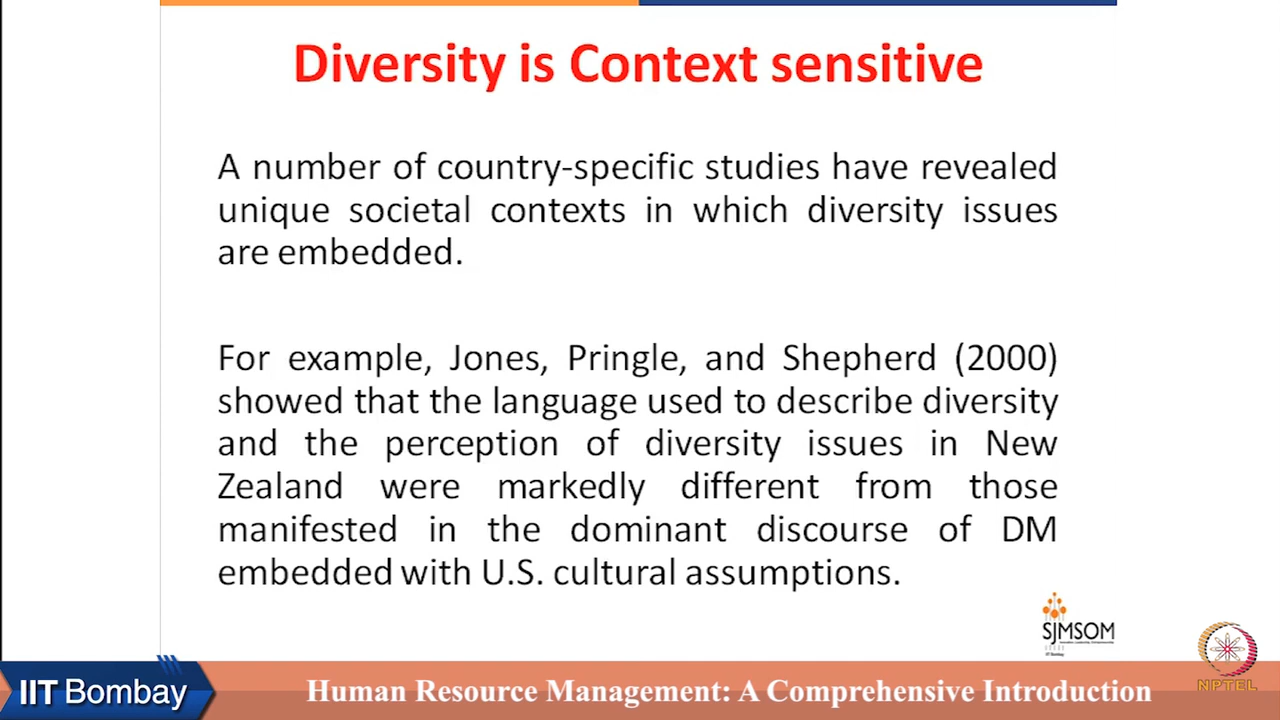 Diversity is Context sensitive
A number of country-specific studies have revealed
unique societal contexts in which diversity issues
are embedded.
For example, Jones, Pringle, and Shepherd (2000)
showed that the language used to describe diversity
and the perception of diversity issues in New
Zealand were markedly different from those
manifested in the dominant discourse of DM
embedded with U.S. cultural assumptions.
SJMSOM
IIT Bombay
Human Resource Management: A Comprehensive Introduction
NPTEL